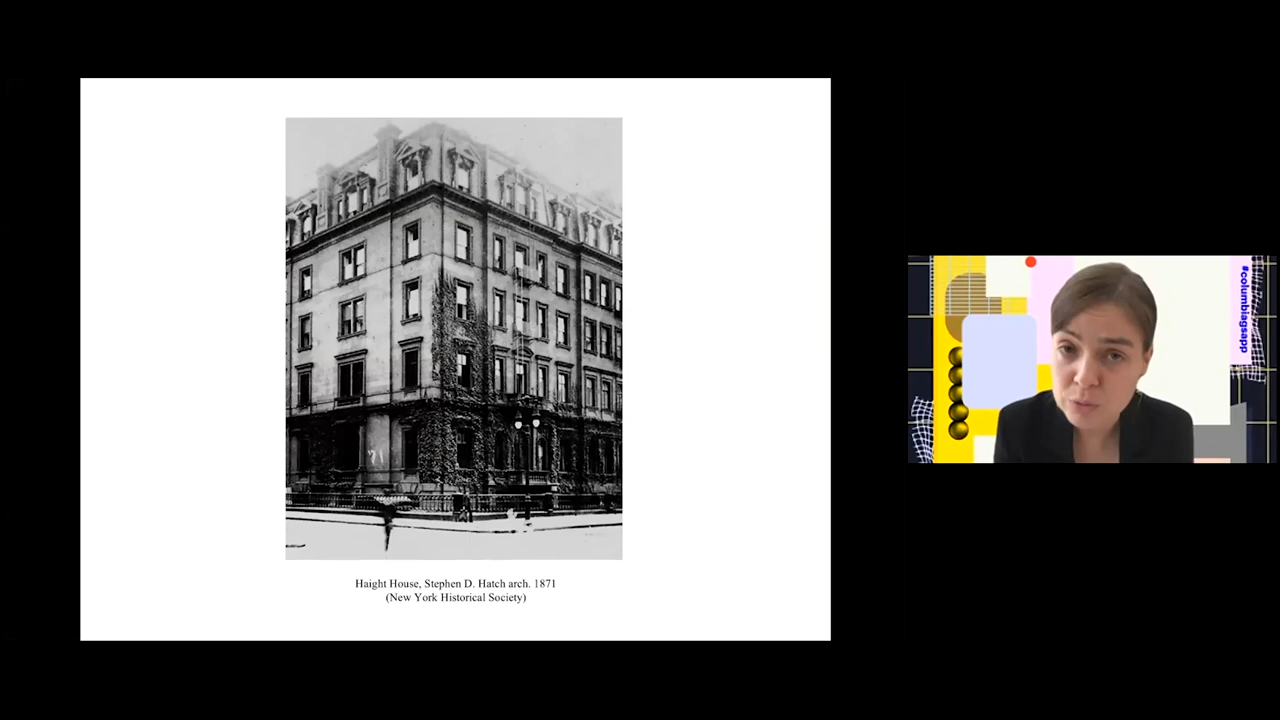 Haight House, Stephen D. Hatch arch. 1871
(New York Historical Society)
#columbiagsapp